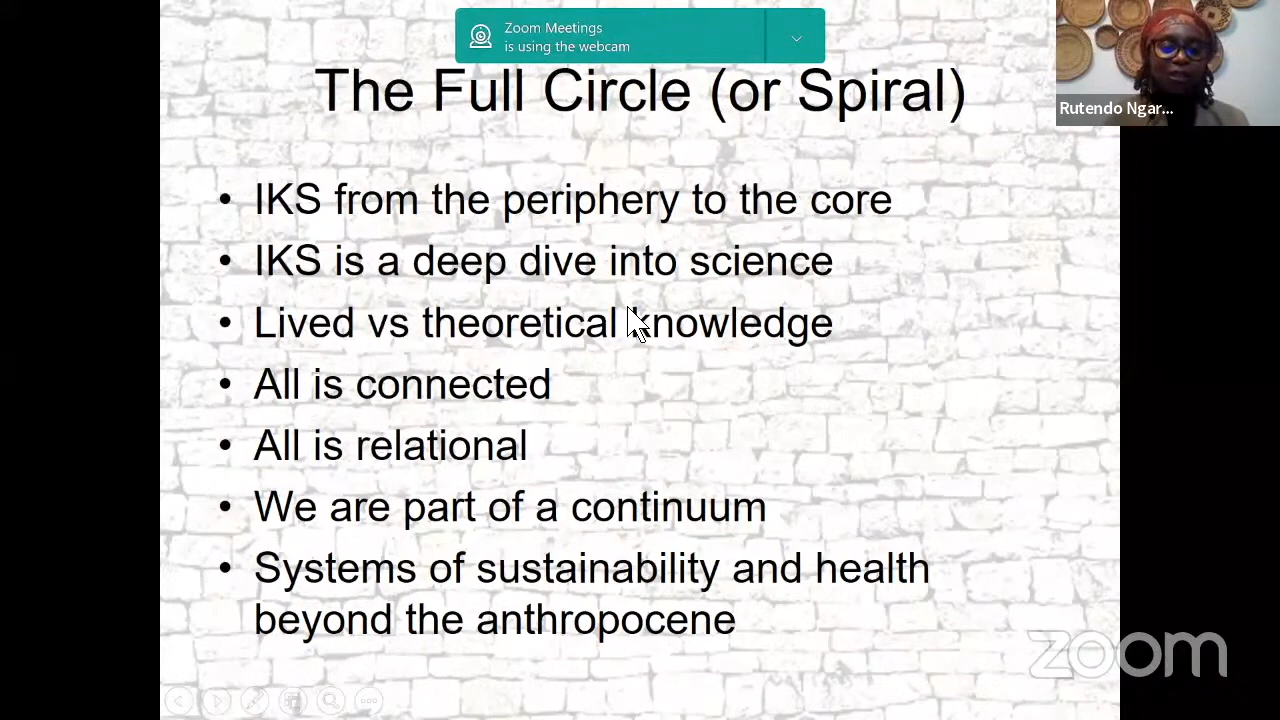 Zoom Meetings
is using the webcam
The Full Circle (or Spiral)
Rutendo Ngar...
• IKS from the periphery to the core
• IKS is a deep dive into science
• Lived vs theoretical knowledge
• All is connected
• All is relational
• We are part of a continuum
• Systems of sustainability and health
beyond the anthropocene
zoom